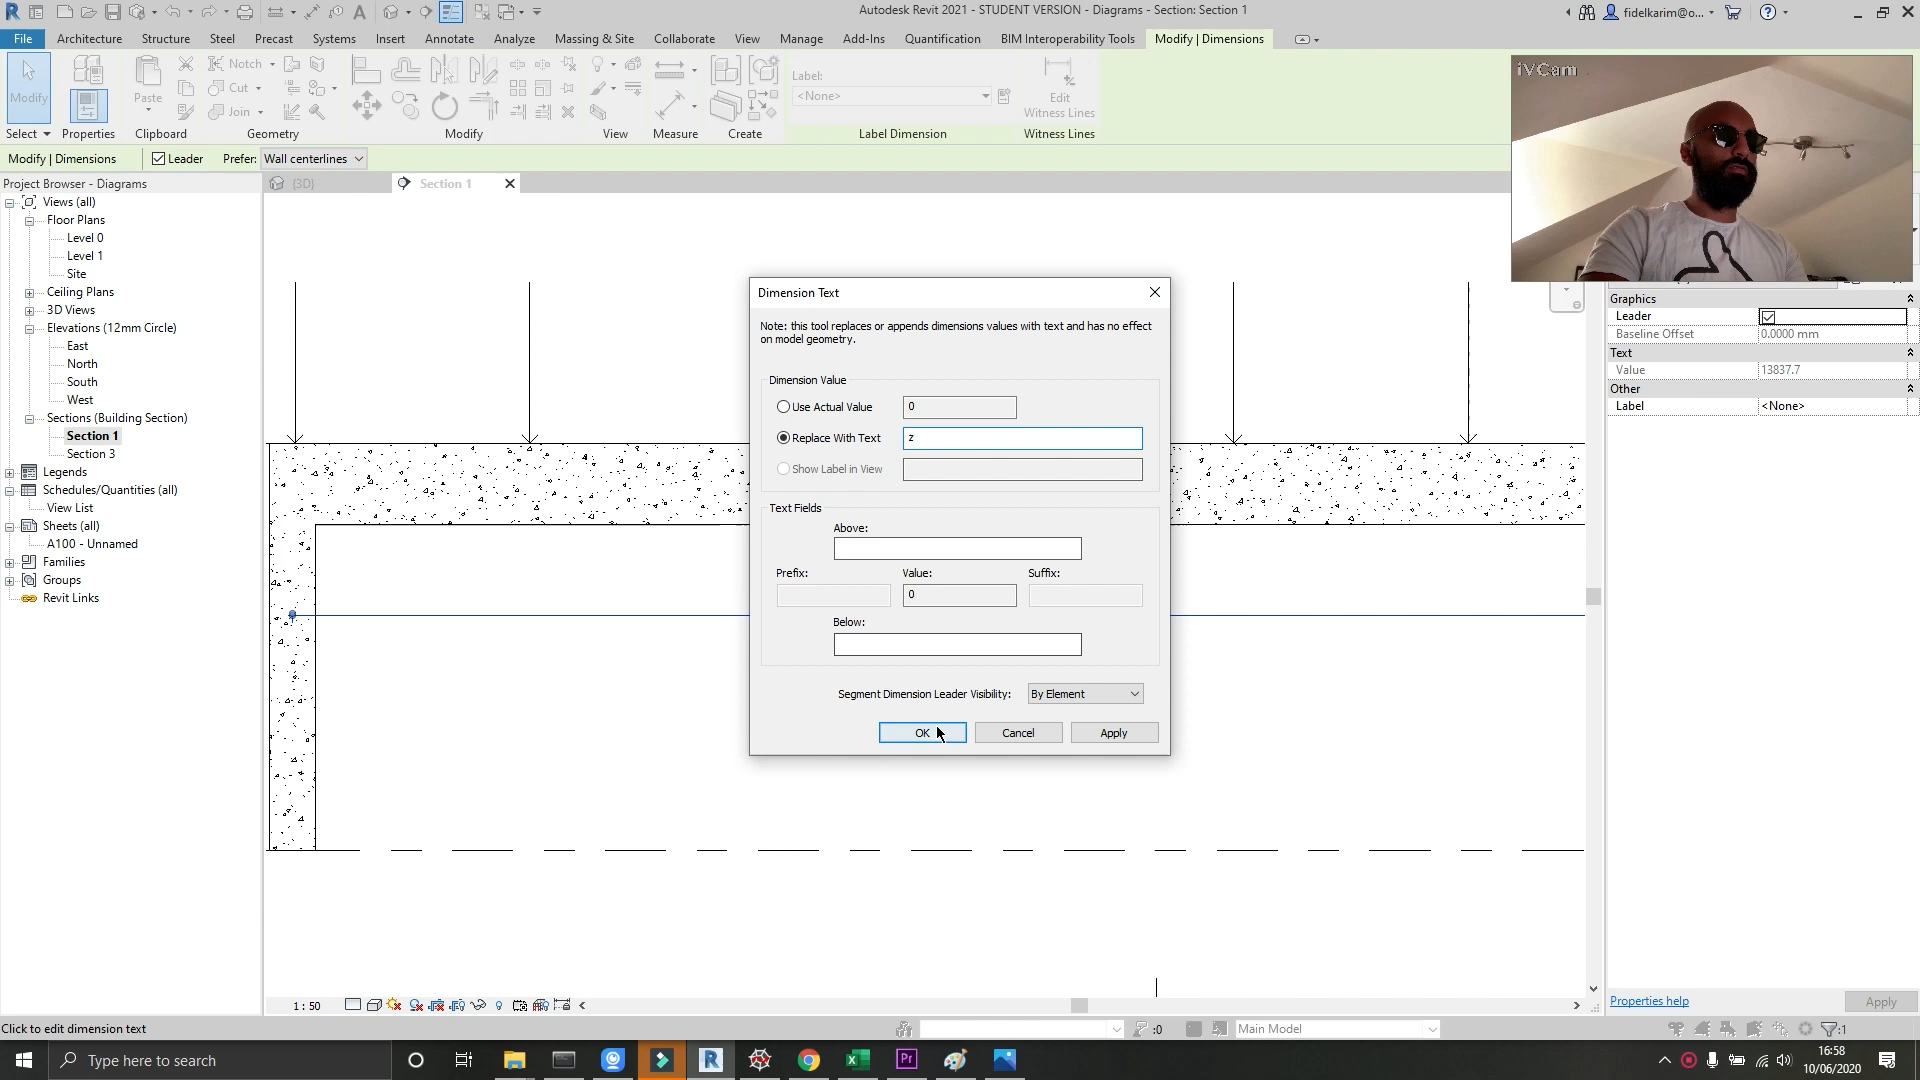 Autodesk Revit 2021 - STUDENT VERSION - Diagrams - Section: Section 1
fidelkarim@o...
File Architecture Structure Steel Precast Systems Insert Annotate Analyze Massing & Site Collaborate View Manage Add-Ins Quantification BIM Interoperability Tools Modify | Dimensions
Modify
Paste
Notch
Cut
Join
Label:
<None>
Edit
Witness Lines
Select Properties Clipboard Geometry Modify View Measure Create Label Dimension Witness Lines
Modify | Dimensions Leader Prefer: Wall centerlines
iVCam
Project Browser - Diagrams
{3D} Section 1
Views (all)
Floor Plans
Level 0
Level 1
Site
Ceiling Plans
3D Views
Elevations (12mm Circle)
East
North
South
West
Sections (Building Section)
Section 1
Section 3
Legends
Schedules/Quantities (all)
View List
Sheets (all)
A100 - Unnamed
Families
Groups
Revit Links
Dimension Text
Note: this tool replaces or appends dimensions values with text and has no effect
on model geometry.
Dimension Value
Use Actual Value 0
Replace With Text z
Show Label in View
Text Fields
Above:
Prefix: Value: Suffix:
0
Below:
Segment Dimension Leader Visibility: By Element
OK Cancel Apply
Graphics
Leader
Baseline Offset 0.0000 mm
Text
Value 13837.7
Other
Label <None>
Properties help Apply
1 : 50
Click to edit dimension text
:0
Main Model
:1
Type here to search
16:58
10/06/2020